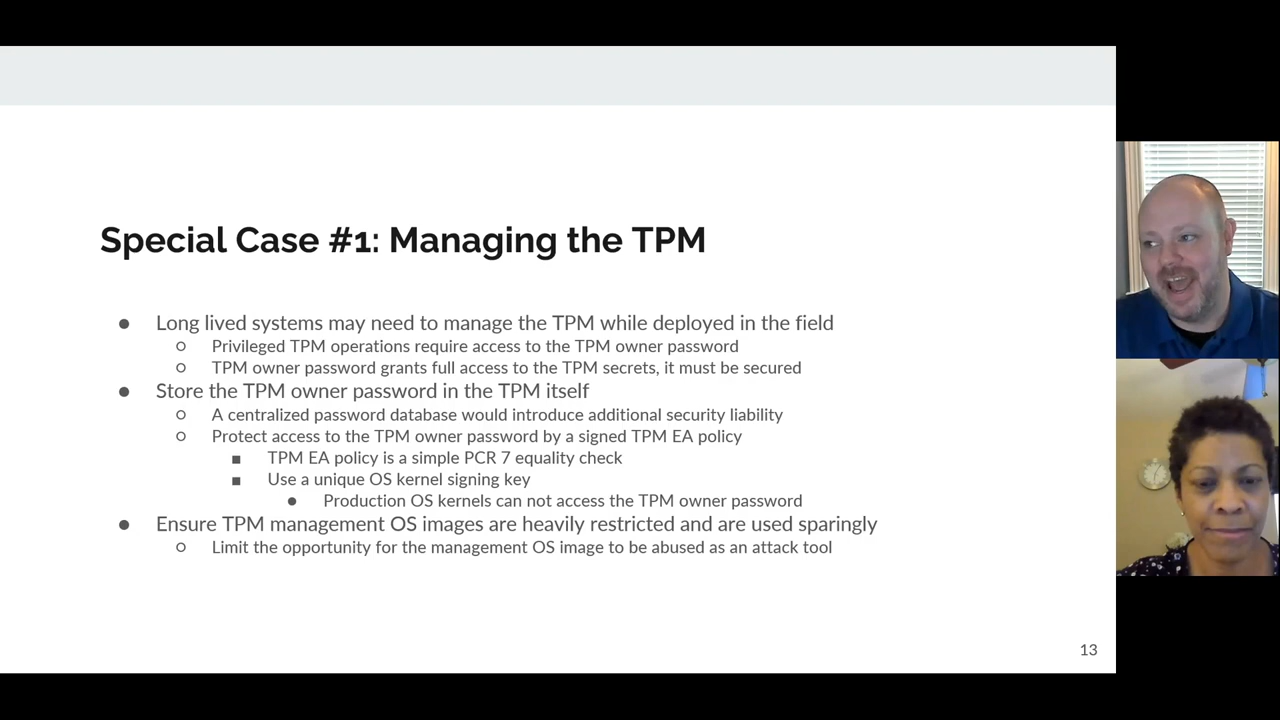 Special Case #1: Managing the TPM
● Long lived systems may need to manage the TPM while deployed in the field
○ Privileged TPM operations require access to the TPM owner password
○ TPM owner password grants full access to the TPM secrets, it must be secured
● Store the TPM owner password in the TPM itself
○ A centralized password database would introduce additional security liability
○ Protect access to the TPM owner password by a signed TPM EA policy
■ TPM EA policy is a simple PCR 7 equality check
■ Use a unique OS kernel signing key
● Production OS kernels can not access the TPM owner password
● Ensure TPM management OS images are heavily restricted and are used sparingly
○ Limit the opportunity for the management OS image to be abused as an attack tool
13